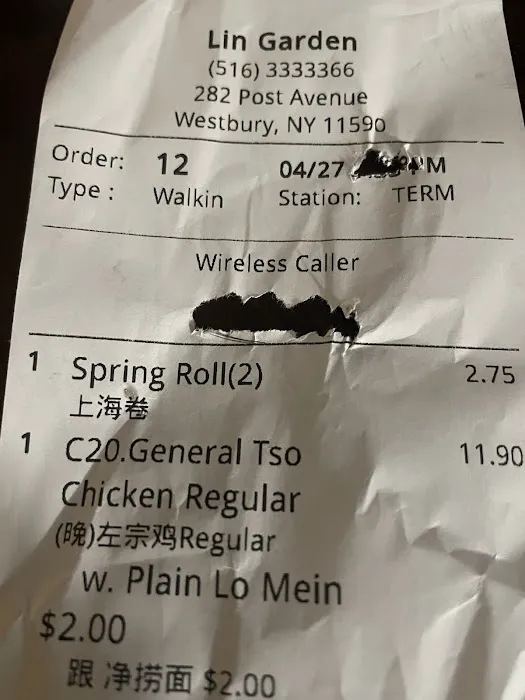 Lin Garden
(516) 3333366
282 Post Avenue
Westbury, NY 11590
Order: 12 04/27 PM
Type : Walkin Station: TERM
Wireless Caller
1 Spring Roll(2) 2.75
上海卷
1 C20.General Tso 11.90
Chicken Regular
(晚)左宗鸡Regular
w. Plain Lo Mein
$2.00
跟 净捞面 $2.00